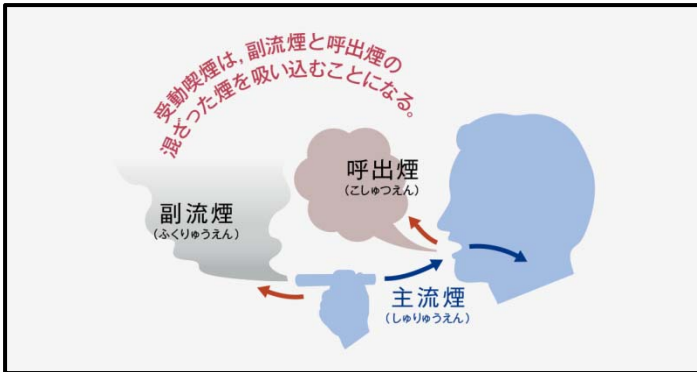 受動喫煙は，副流煙と呼出煙の
混ざった煙を吸い込むことになる。
呼出煙
（こしゅつえん）
副流煙
（ふくりゅうえん）
主流煙
（しゅりゅうえん）